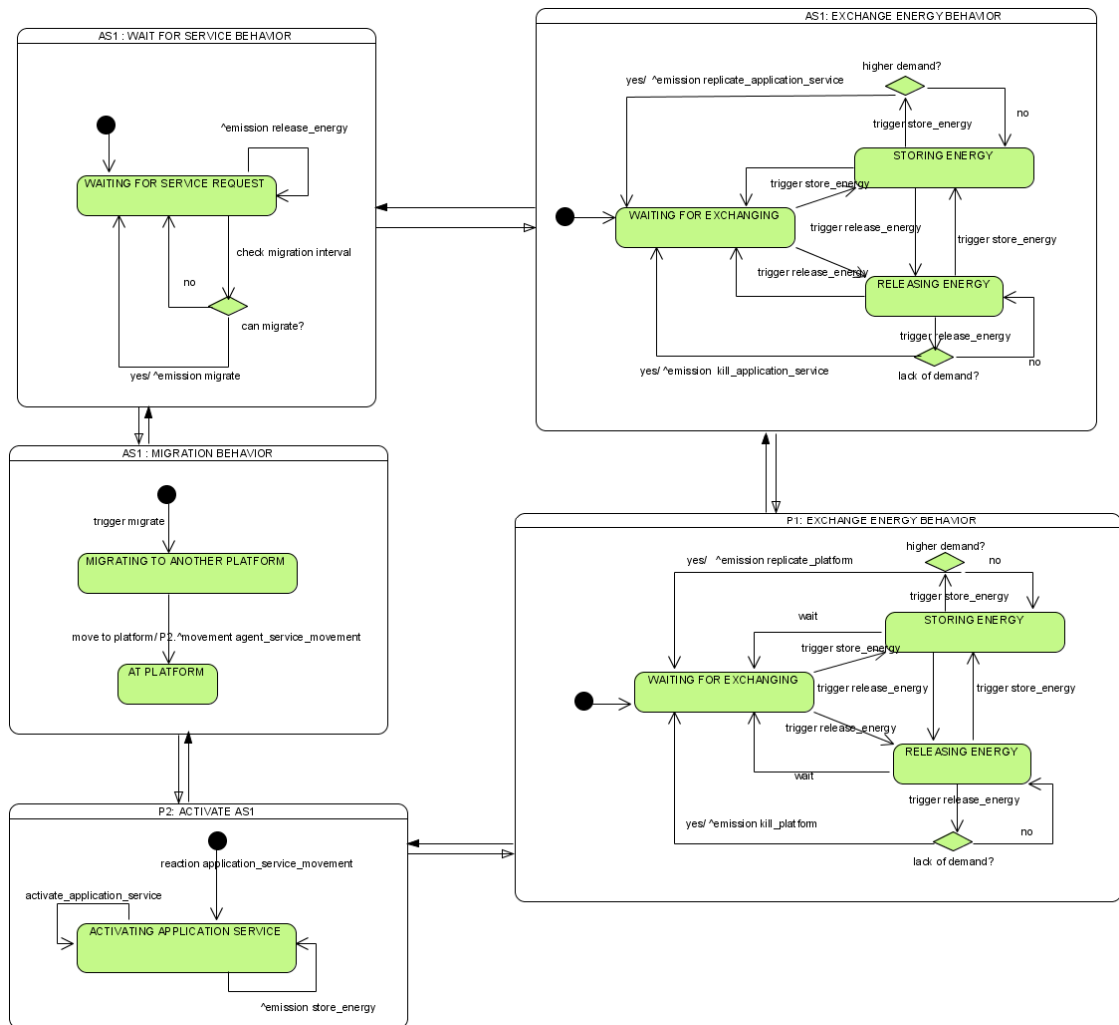 AS1 : WAIT FOR SERVICE BEHAVIOR
^emission release_energy
WAITING FOR SERVICE REQUEST
check migration interval
no
can migrate?
yes/ ^emission migrate
AS1: EXCHANGE ENERGY BEHAVIOR
higher demand?
yes/ ^emission replicate_application_service
no
trigger store_energy
STORING ENERGY
trigger store_energy
WAITING FOR EXCHANGING
trigger release_energy
trigger store_energy
trigger release_energy
RELEASING ENERGY
trigger release_energy
no
yes/ ^emission kill_application_service
lack of demand?
AS1 : MIGRATION BEHAVIOR
trigger migrate
MIGRATING TO ANOTHER PLATFORM
move to platform/ P2.^movement agent_service_movement
AT PLATFORM
P1: EXCHANGE ENERGY BEHAVIOR
higher demand?
yes/ ^emission replicate_platform
no
trigger store_energy
wait
STORING ENERGY
trigger store_energy
WAITING FOR EXCHANGING
trigger release_energy
trigger store_energy
trigger release_energy
RELEASING ENERGY
wait
trigger release_energy
yes/ ^emission kill_platform
no
lack of demand?
P2: ACTIVATE AS1
reaction application_service_movement
activate_application_service
ACTIVATING APPLICATION SERVICE
^emission store_energy